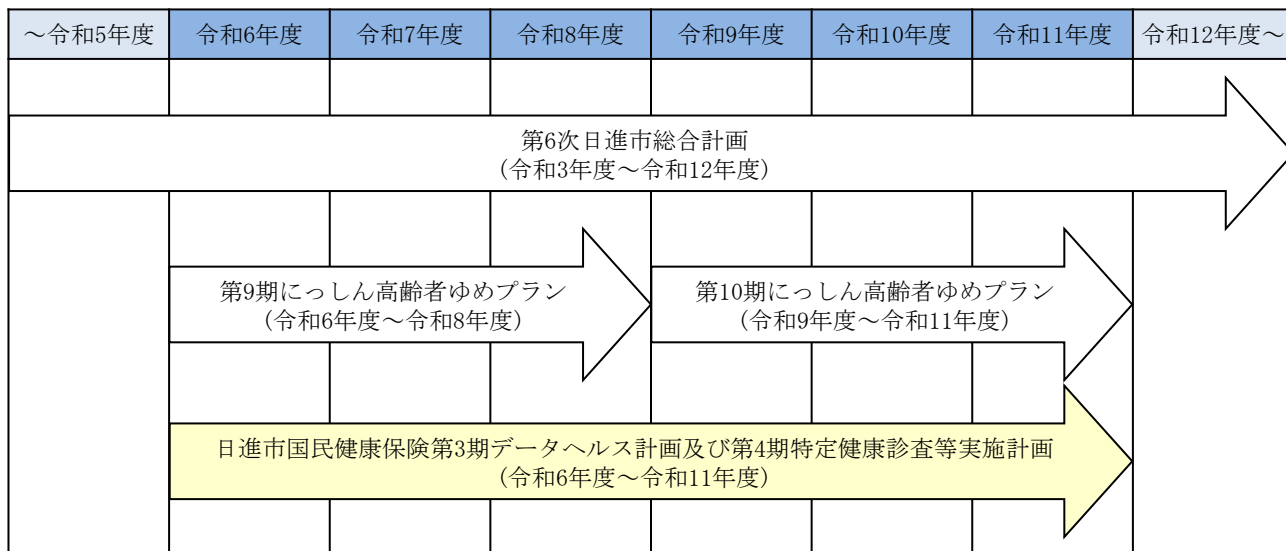 ～令和5年度
令和6年度
令和7年度
令和8年度
令和9年度
令和10年度
令和11年度
令和12年度～
第6次日進市総合計画
(令和3年度～令和12年度)
第9期にっしん高齢者ゆめプラン
(令和6年度～令和8年度)
第10期にっしん高齢者ゆめプラン
(令和9年度～令和11年度)
日進市国民健康保険第3期データヘルス計画及び第4期特定健康診査等実施計画
(令和6年度～令和11年度)